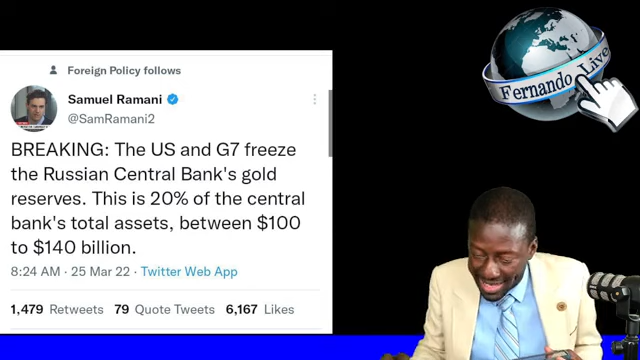 Foreign Policy follows
Samuel Ramani
@SamRamani2
BREAKING: The US and G7 freeze
the Russian Central Bank's gold
reserves. This is 20% of the central
bank's total assets, between $100
to $140 billion.
8:24 AM · 25 Mar 22 · Twitter Web App
1,479 Retweets 79 Quote Tweets 6,167 Likes
Fernando Live